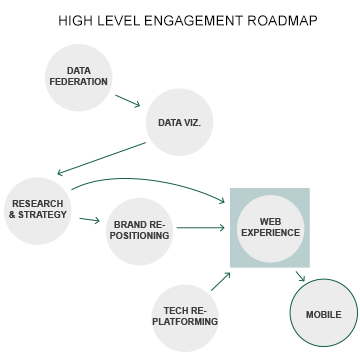 HIGH LEVEL ENGAGEMENT ROADMAP
DATA
FEDERATION
DATA VIZ.
RESEARCH
& STRATEGY
BRAND RE-
POSITIONING
WEB
EXPERIENCE
TECH RE-
PLATFORMING
MOBILE